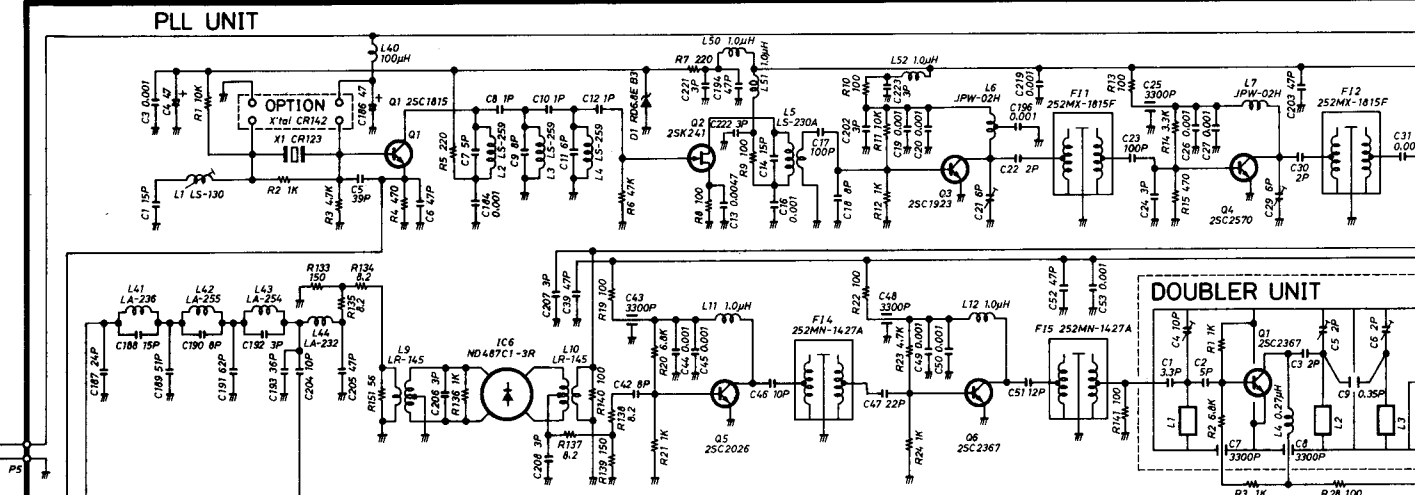 PLL UNIT
L40
100µH
C3 0.001
C4 47
R1 10K
OPTION
X'tal CR142
X1 CR123
C186 47
Q1 2SC1815
Q1
L1 LS-130
C1 15P
R2 1K
R3 4.7K
C5
39P
R4 470
C6 47P
R5 220
C7 5P
L2 LS-259
C184
0.001
C8 1P
C9 8P
L3 LS-259
C10 1P
C11 6P
L4 LS-259
C12 1P
R6 47K
D1 RD6.8E B3
R7 220
C221
3P
C194
47P
L50 1.0µH
L51 1.0µH
Q2
2SK241
C222 3P
R8 100
C13 0.0047
R9 100
C14 15P
L5
LS-230A
C16
0.001
C17
100P
C18 8P
R10
100
C223
3P
L52 1.0µH
C202
3P
R11 10K
C19 0.001
C20 0.001
R12 1K
Q3
2SC1923
L6
JPW-02H
C196
0.001
C219
0.001
C21 6P
C22 2P
FI1
252MX-1815F
C23
100P
C24 3P
R13
100
C25
3300P
R14 3.3K
C26 0.001
C27 0.001
R15 470
Q4
2SC2570
L7
JPW-02H
C203 47P
C29 6P
C30
2P
FI2
252MX-1815F
C31
0.00
L41
LA-236
C188 15P
C187 24P
L42
LA-255
C190 8P
C189 51P
L43
LA-254
C192 3P
C191 62P
C193 36P
C204 10P
L44
LA-232
R133
150
R134
8.2
R135
8.2
C205 47P
R151 56
L9
LR-145
C206 3P
R136 1K
IC6
ND487C1-3R
L10
LR-145
C207 3P
C39 47P
R19 100
C208 3P
R137
8.2
R140 100
R139 150
R138
8.2
C42 8P
C43
3300P
R20 6.8K
C44 0.001
C45 0.001
R21 1K
L11 1.0µH
Q5
2SC2026
C46 10P
FI4
252MN-1427A
C47 22P
R22 100
C48
3300P
R23 4.7K
C49 0.001
C50 0.001
R24 1K
L12 1.0µH
Q6
2SC2367
C51 12P
C52 47P
C53 0.001
FI5 252MN-1427A
R141 100
DOUBLER UNIT
C1
3.3P
C4 10P
L1
C2
5P
R1 1K
R2 6.8K
Q1
2SC2367
C3 2P
L4 0.27µH
C7
3300P
C8
3300P
C5
2P
L2
C9 0.35P
C6 2P
L3
R3 1K
R28 100
P5